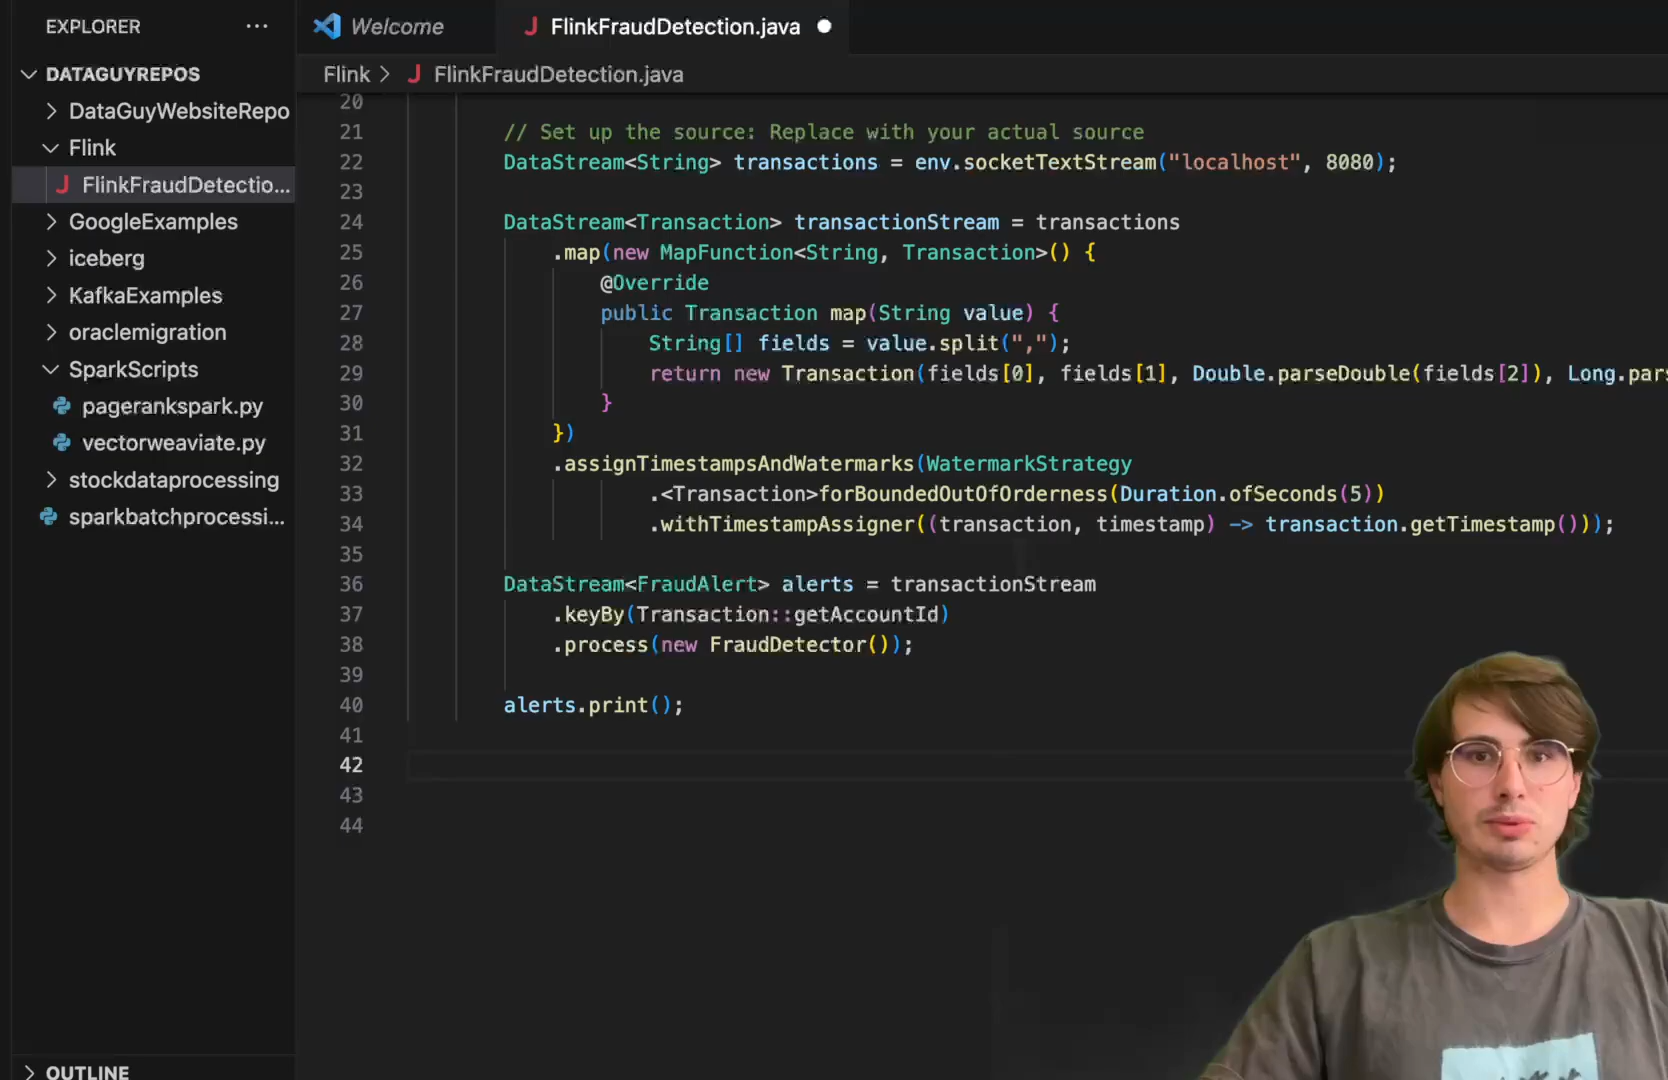 EXPLORER
DATAGUYREPOS
DataGuyWebsiteRepo
Flink
FlinkFraudDetectio...
GoogleExamples
iceberg
KafkaExamples
oraclemigration
SparkScripts
pagerankspark.py
vectorweaviate.py
stockdataprocessing
sparkbatchprocessi...
OUTLINE
Welcome
J FlinkFraudDetection.java
Flink > J FlinkFraudDetection.java
20
21 // Set up the source: Replace with your actual source
22 DataStream<String> transactions = env.socketTextStream("localhost", 8080);
23
24 DataStream<Transaction> transactionStream = transactions
25 .map(new MapFunction<String, Transaction>() {
26 @Override
27 public Transaction map(String value) {
28 String[] fields = value.split(",");
29 return new Transaction(fields[0], fields[1], Double.parseDouble(fields[2]), Long.pars
30 }
31 })
32 .assignTimestampsAndWatermarks(WatermarkStrategy
33 .<Transaction>forBoundedOutOfOrderness(Duration.ofSeconds(5))
34 .withTimestampAssigner((transaction, timestamp) -> transaction.getTimestamp()));
35
36 DataStream<FraudAlert> alerts = transactionStream
37 .keyBy(Transaction::getAccountId)
38 .process(new FraudDetector());
39
40 alerts.print();
41
42
43
44